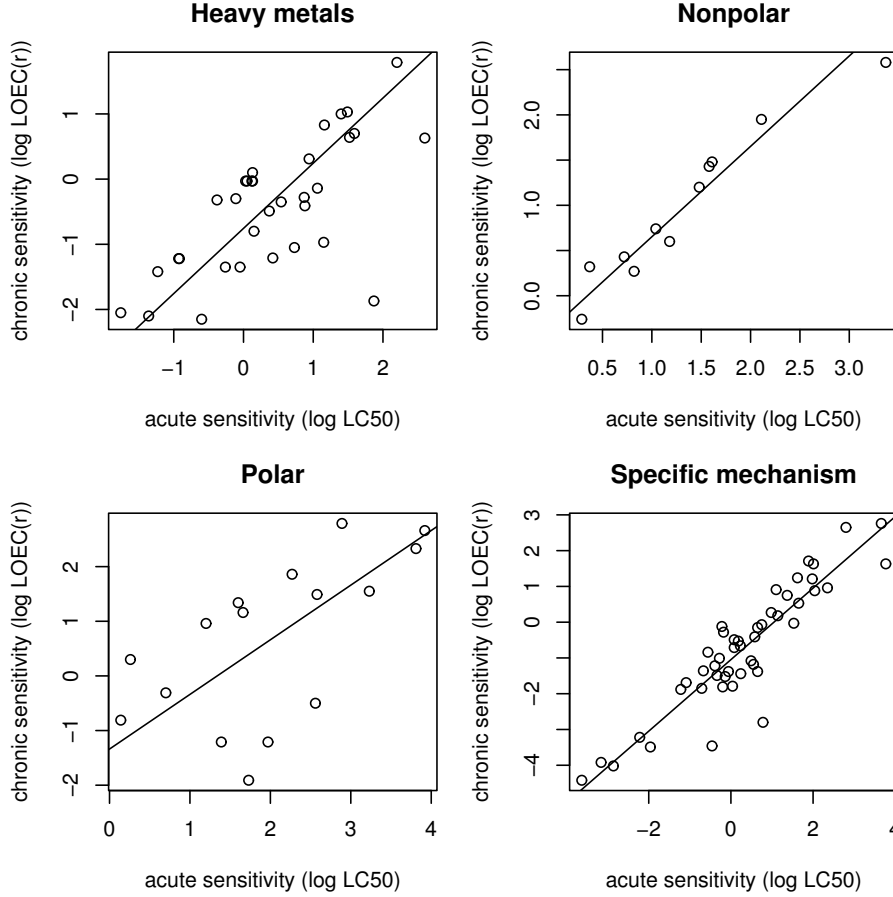 Heavy metals
chronic sensitivity (log LOEC(r))
1
0
−1
−2
−1 0 1 2
acute sensitivity (log LC50)
Nonpolar
chronic sensitivity (log LOEC(r))
2.0
1.0
0.0
0.5 1.0 1.5 2.0 2.5 3.0
acute sensitivity (log LC50)
Polar
chronic sensitivity (log LOEC(r))
2
1
0
−1
−2
0 1 2 3 4
acute sensitivity (log LC50)
Specific mechanism
chronic sensitivity (log LOEC(r))
3
2
0
−2
−4
−2 0 2 4
acute sensitivity (log LC50)